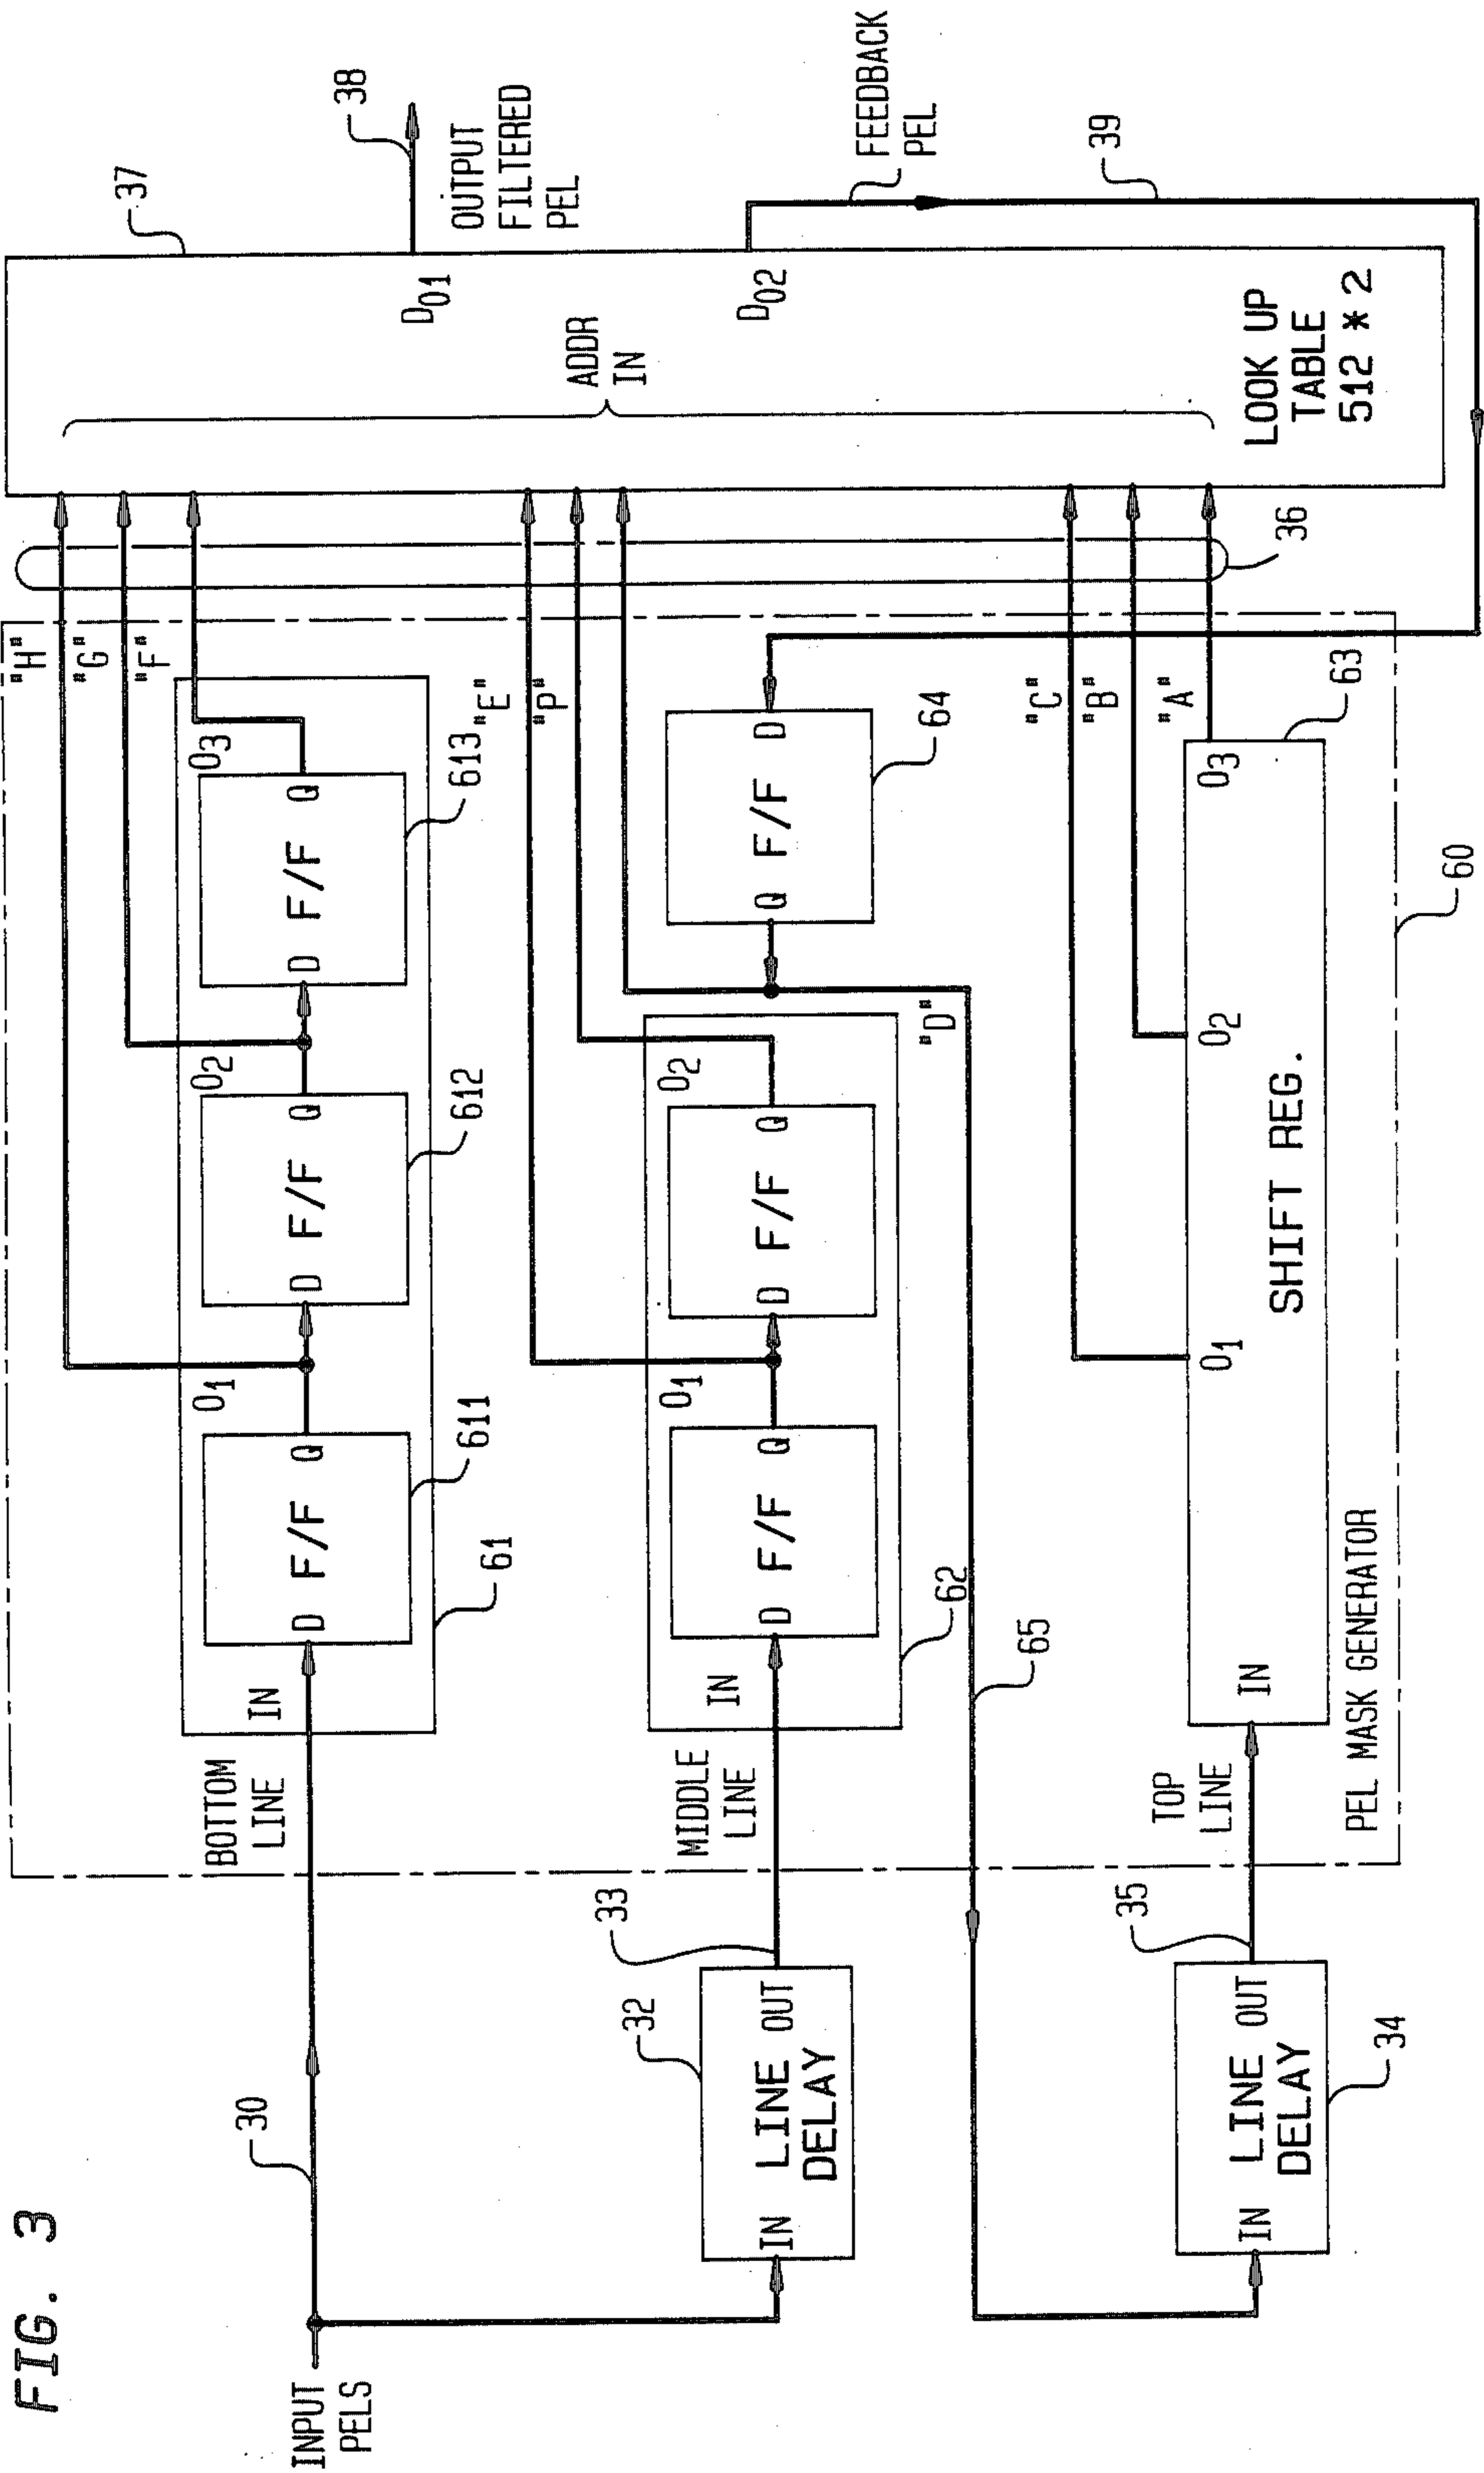 FIG. 3
INPUT
PELS
30
BOTTOM
LINE
IN
D F/F Q
611
O1
D F/F Q
612
O2
D F/F Q
613
O3
61
"H"
"G"
"F"
IN LINE OUT
DELAY
32
33
MIDDLE
LINE
IN
D F/F Q
O1
D F/F Q
O2
62
"E"
"P"
"D"
Q F/F D
64
65
IN LINE OUT
DELAY
34
35
TOP
LINE
IN
SHIFT REG.
O1
O2
O3
63
"C"
"B"
"A"
PEL MASK GENERATOR
60
36
ADDR
IN
37
D01
D02
LOOK UP
TABLE
512 * 2
38
OUTPUT
FILTERED
PEL
FEEDBACK
PEL
39